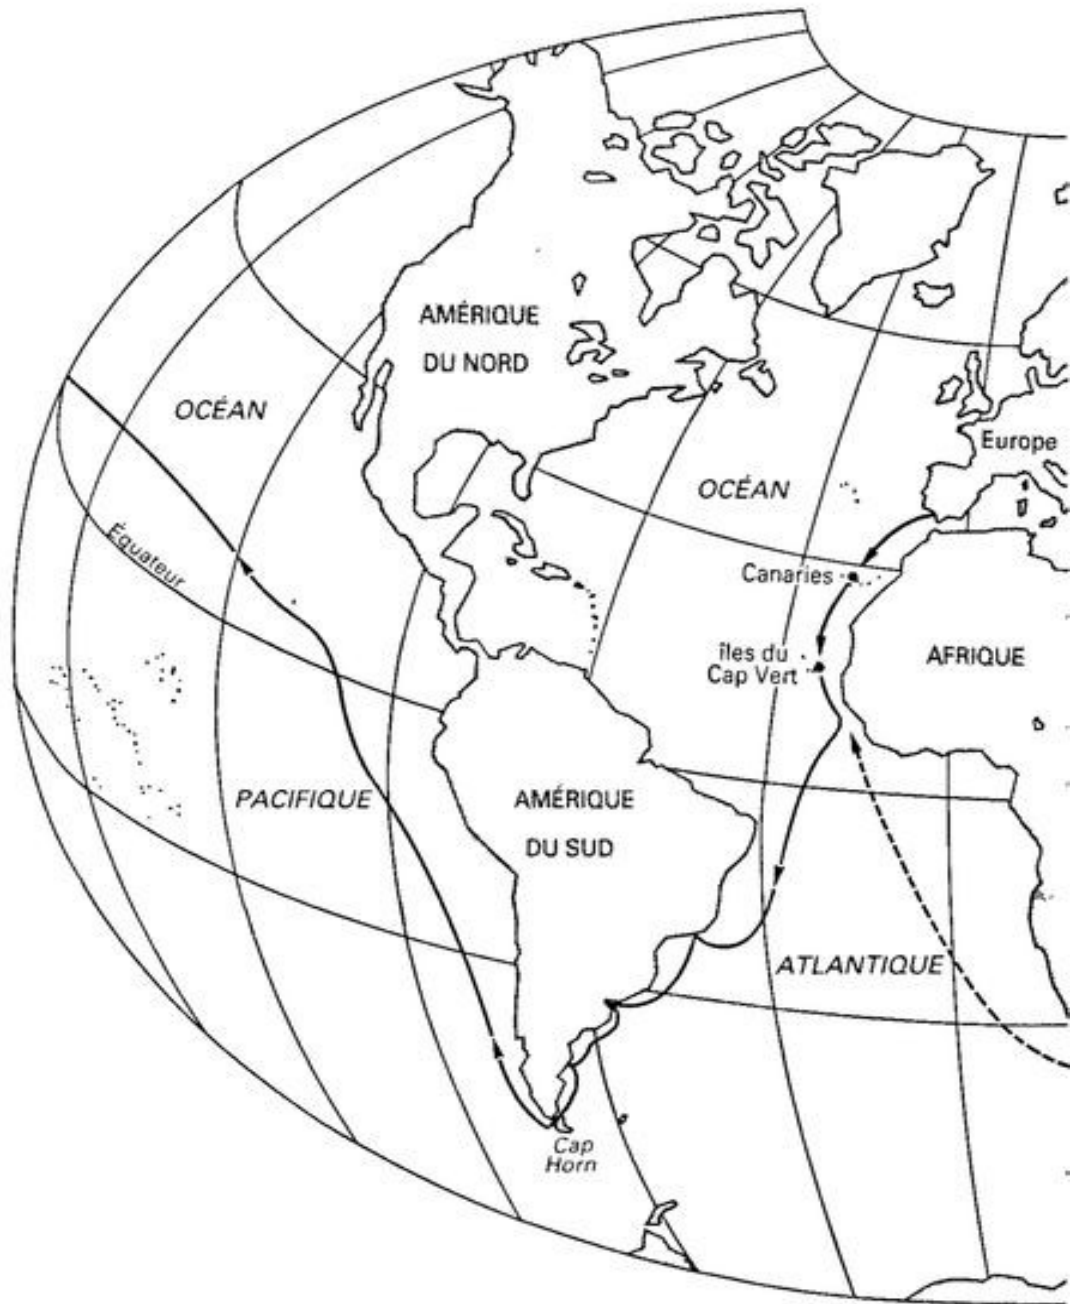 AMÉRIQUE
DU NORD
OCÉAN
Europe
OCÉAN
Équateur
Canaries
îles du
Cap Vert
AFRIQUE
PACIFIQUE
AMÉRIQUE
DU SUD
ATLANTIQUE
Cap
Horn